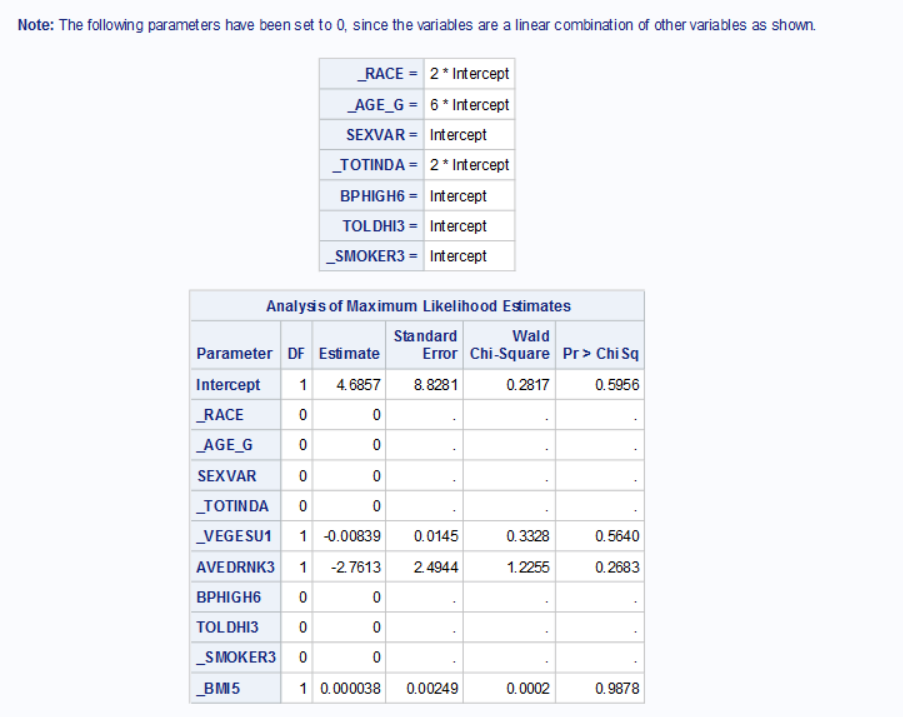 Note: The following parameters have been set to 0, since the variables are a linear combination of other variables as shown.
_RACE = 2 * Intercept
_AGE_G = 6 * Intercept
SEXVAR = Intercept
_TOTINDA = 2 * Intercept
BPHIGH6 = Intercept
TOLDHI3 = Intercept
_SMOKER3 = Intercept
Analysis of Maximum Likelihood Estimates
Parameter DF Estimate Standard Error Wald Chi-Square Pr > ChiSq
Intercept 1 4.6857 8.8281 0.2817 0.5956
_RACE 0 0 . . .
_AGE_G 0 0 . . .
SEXVAR 0 0 . . .
_TOTINDA 0 0 . . .
_VEGESU1 1 -0.00839 0.0145 0.3328 0.5640
AVEDRNK3 1 -2.7613 2.4944 1.2255 0.2683
BPHIGH6 0 0 . . .
TOLDHI3 0 0 . . .
_SMOKER3 0 0 . . .
_BMI5 1 0.000038 0.00249 0.0002 0.9878